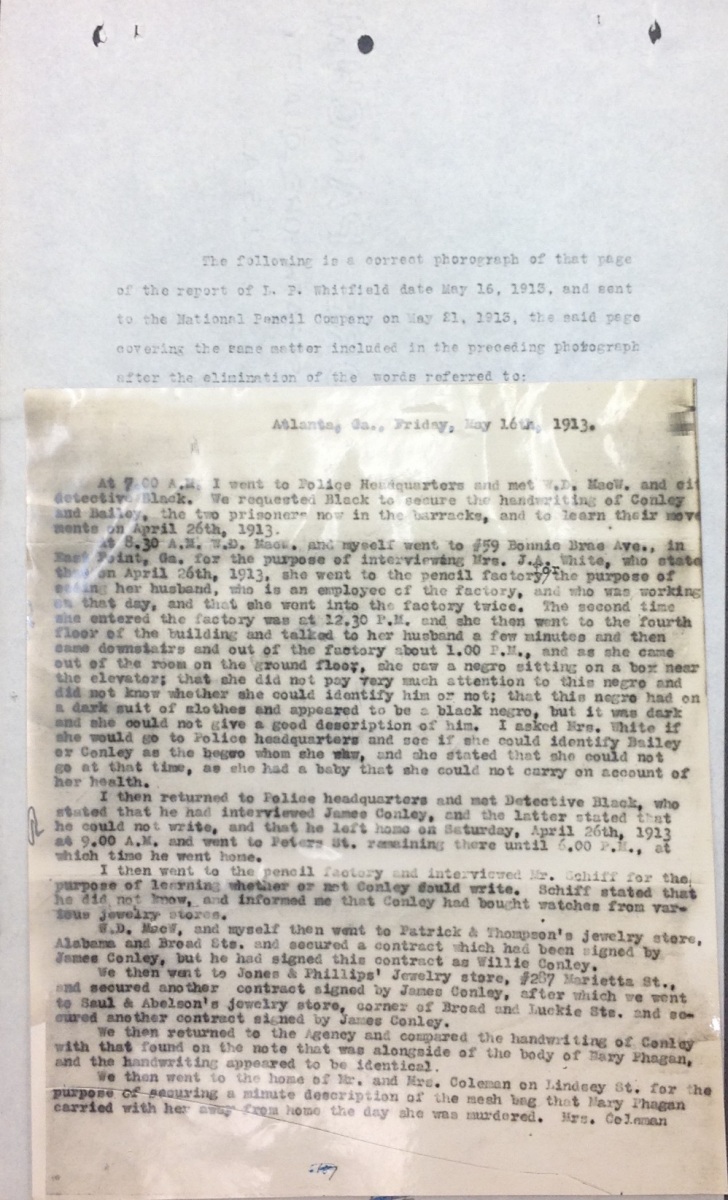 The following is a correct phorograph of that page
of the report of L. P. Whitfield date May 16, 1913, and sent
to the National Pencil Company on May 21, 1913, the said page
covering the same matter included in the preceding photograph
after the elimination of the words referred to:
Atlanta, Ga., Friday, May 16th, 1913.
At 7.00 A.M. I went to Police Headquarters and met W.D. MacW. and cit
detective Black. We requested Black to secure the handwriting of Conley
and Bailey, the two prisoners now in the barracks, and to learn their move
ments on April 26th, 1913.
At 8.30 A.M. W.D. MacW. and myself went to #59 Bonnie Brae Ave., in
East Point, Ga. for the purpose of interviewing Mrs. J.A. White, who state
that on April 26th, 1913, she went to the pencil factory for the purpose of
seeing her husband, who is an employee of the factory, and who was working
on that day, and that she went into the factory twice. The second time
she entered the factory was at 12.30 P.M. and she then went to the fourth
floor of the building and talked to her husband a few minutes and then
came downstairs and out of the factory about 1.00 P.M., and as she came
out of the room on the ground floor, she saw a negro sitting on a box near
the elevator; that she did not pay very much attention to this negro and
did not know whether she could identify him or not; that this negro had on
a dark suit of slothes and appeared to be a black negro, but it was dark
and she could not give a good description of him. I asked Mrs. White if
she would go to Police headquarters and see if she could identify Bailey
or Conley as the begro whom she saw, and she stated that she could not
go at that time, as she had a baby that she could not carry on account of
her health.
I then returned to Police headquarters and met Detective Black, who
stated that he had interviewed James Conley, and the latter stated that
he could not write, and that he left home on Saturday, April 26th, 1913
at 9.00 A.M. and went to Peters St. remaining there until 6.00 P.M., at
which time he went home.
I then went to the pencil factory and interviewed Mr. Schiff for the
purpose of learning whether or not Conley could write. Schiff stated that
he did not know, and informed me that Conley had bought watches from var-
ious jewelry stores.
W.D. MacW, and myself then went to Patrick & Thompson's jewelry store,
Alabama and Broad Sts. and secured a contract which had been signed by
James Conley, but he had signed this contract as Willie Conley.
We then went to Jones & Phillips' Jewelry store, #287 Marietta St.,
and secured another contract signed by James Conley, after which we went
to Saul & Abelson's jewelry store, corner of Broad and Luckie Sts. and se-
cured another contract signed by James Conley.
We then returned to the Agency and compared the handwriting of Conley
with that found on the note that was alongside of the body of Mary Phagan,
and the handwriting appeared to be identical.
We then went to the home of Mr. and Mrs. Coleman on Lindsey St. for the
purpose of securing a minute description of the mesh bag that Mary Phagan
carried with her away from home the day she was murdered. Mrs. Coleman